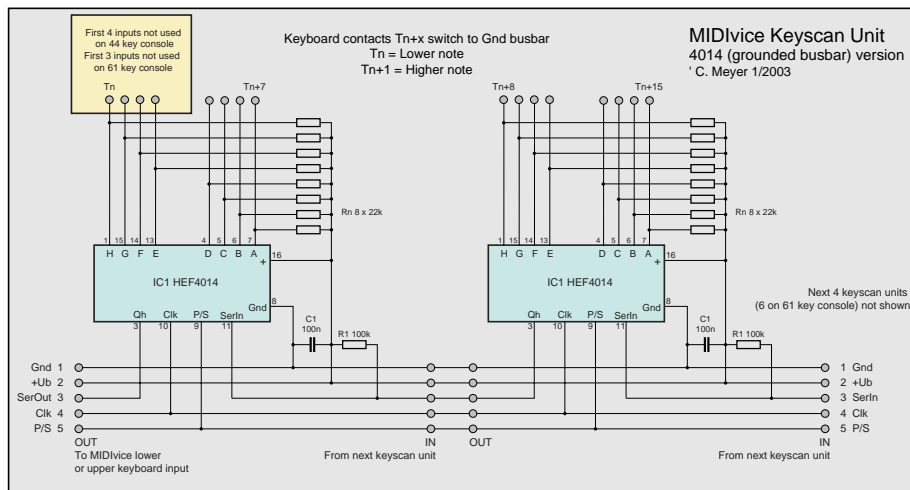 First 4 inputs not used
on 44 key console
First 3 inputs not used
on 61 key console
Keyboard contacts Tn+x switch to Gnd busbar
Tn = Lower note
Tn+1 = Higher note
MIDIvice Keyscan Unit
4014 (grounded busbar) version
' C. Meyer 1/2003
Tn
Tn+7
Tn+8
Tn+15
Rn 8 x 22k
Rn 8 x 22k
1 15 14 13 4 5 6 7
H G F E D C B A
16
+
IC1 HEF4014
Gnd
8
Qh Clk P/S SerIn
3 10 9 11
C1
100n
R1 100k
1 15 14 13 4 5 6 7
H G F E D C B A
16
+
IC1 HEF4014
Gnd
8
Qh Clk P/S SerIn
3 10 9 11
C1
100n
R1 100k
Next 4 keyscan units
(6 on 61 key console) not shown
Gnd 1
+Ub 2
SerOut 3
Clk 4
P/S 5
1 Gnd
2 +Ub
3 SerIn
4 Clk
5 P/S
OUT
To MIDIvice lower
or upper keyboard input
IN
From next keyscan unit
OUT
IN
From next keyscan unit